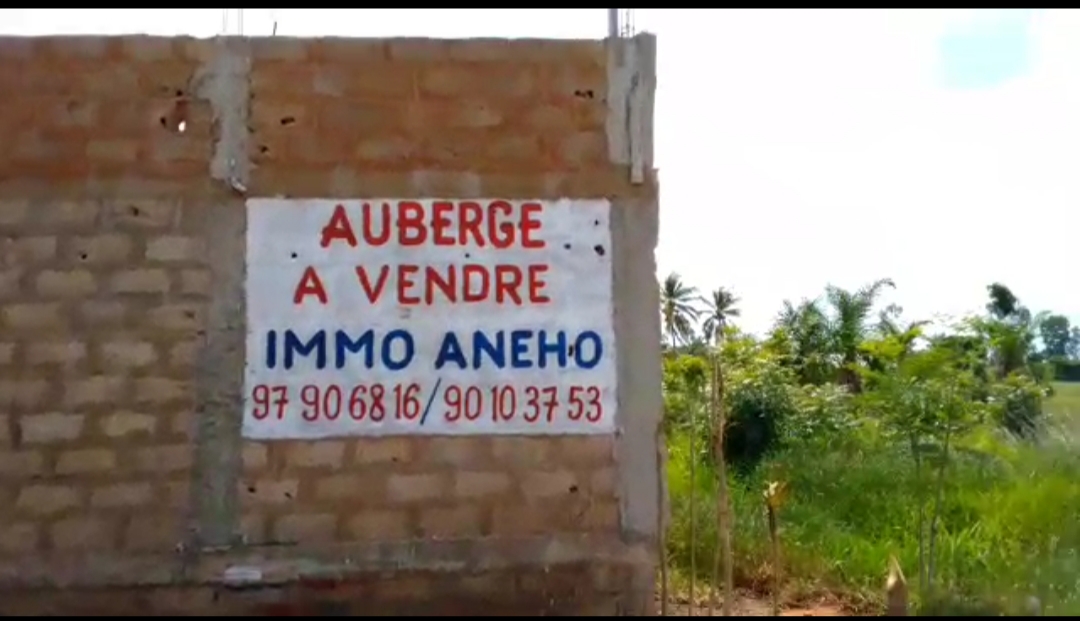 AUBERGE
A VENDRE
IMMO ANEHO
97 90 68 16/90 10 37 53